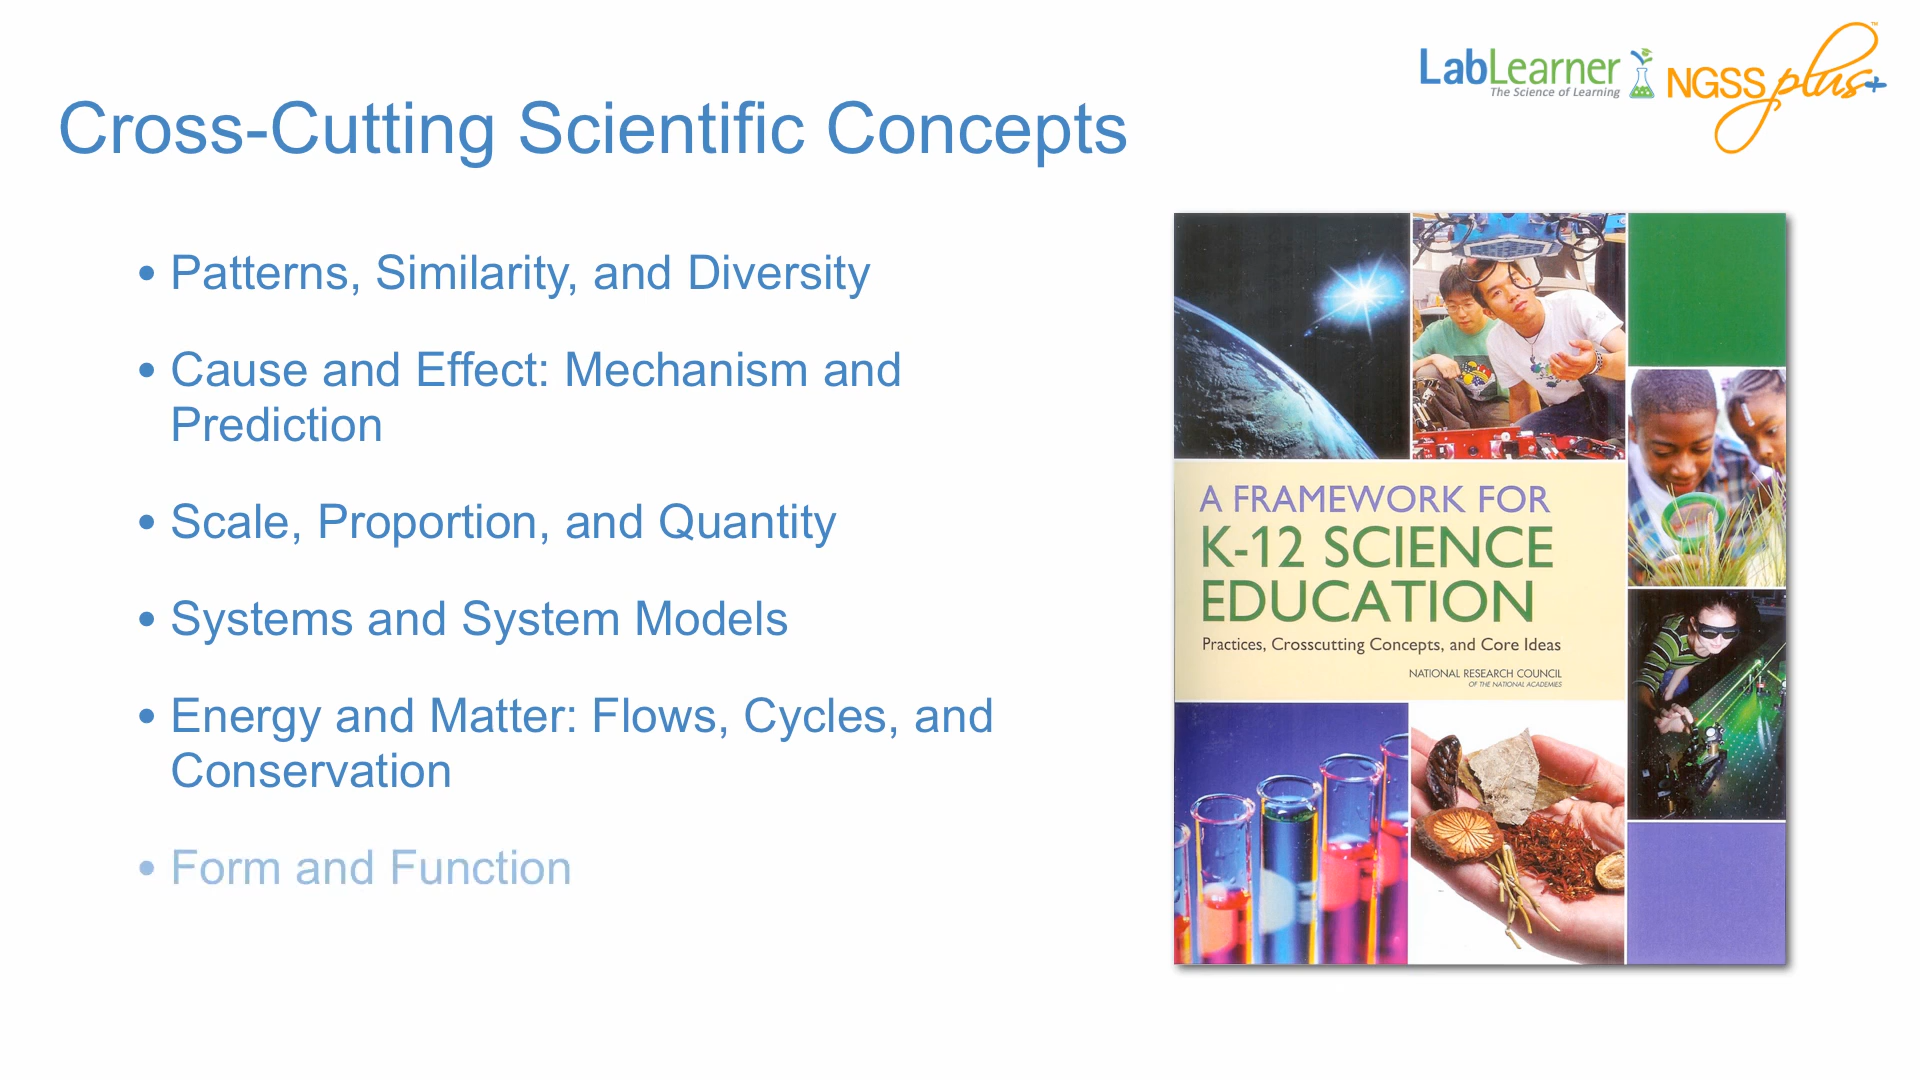 LabLearner
The Science of Learning
NGSS plus+
™
Cross-Cutting Scientific Concepts
• Patterns, Similarity, and Diversity
• Cause and Effect: Mechanism and
Prediction
• Scale, Proportion, and Quantity
• Systems and System Models
• Energy and Matter: Flows, Cycles, and
Conservation
• Form and Function
A FRAMEWORK FOR
K-12 SCIENCE
EDUCATION
Practices, Crosscutting Concepts, and Core Ideas
NATIONAL RESEARCH COUNCIL
OF THE NATIONAL ACADEMIES